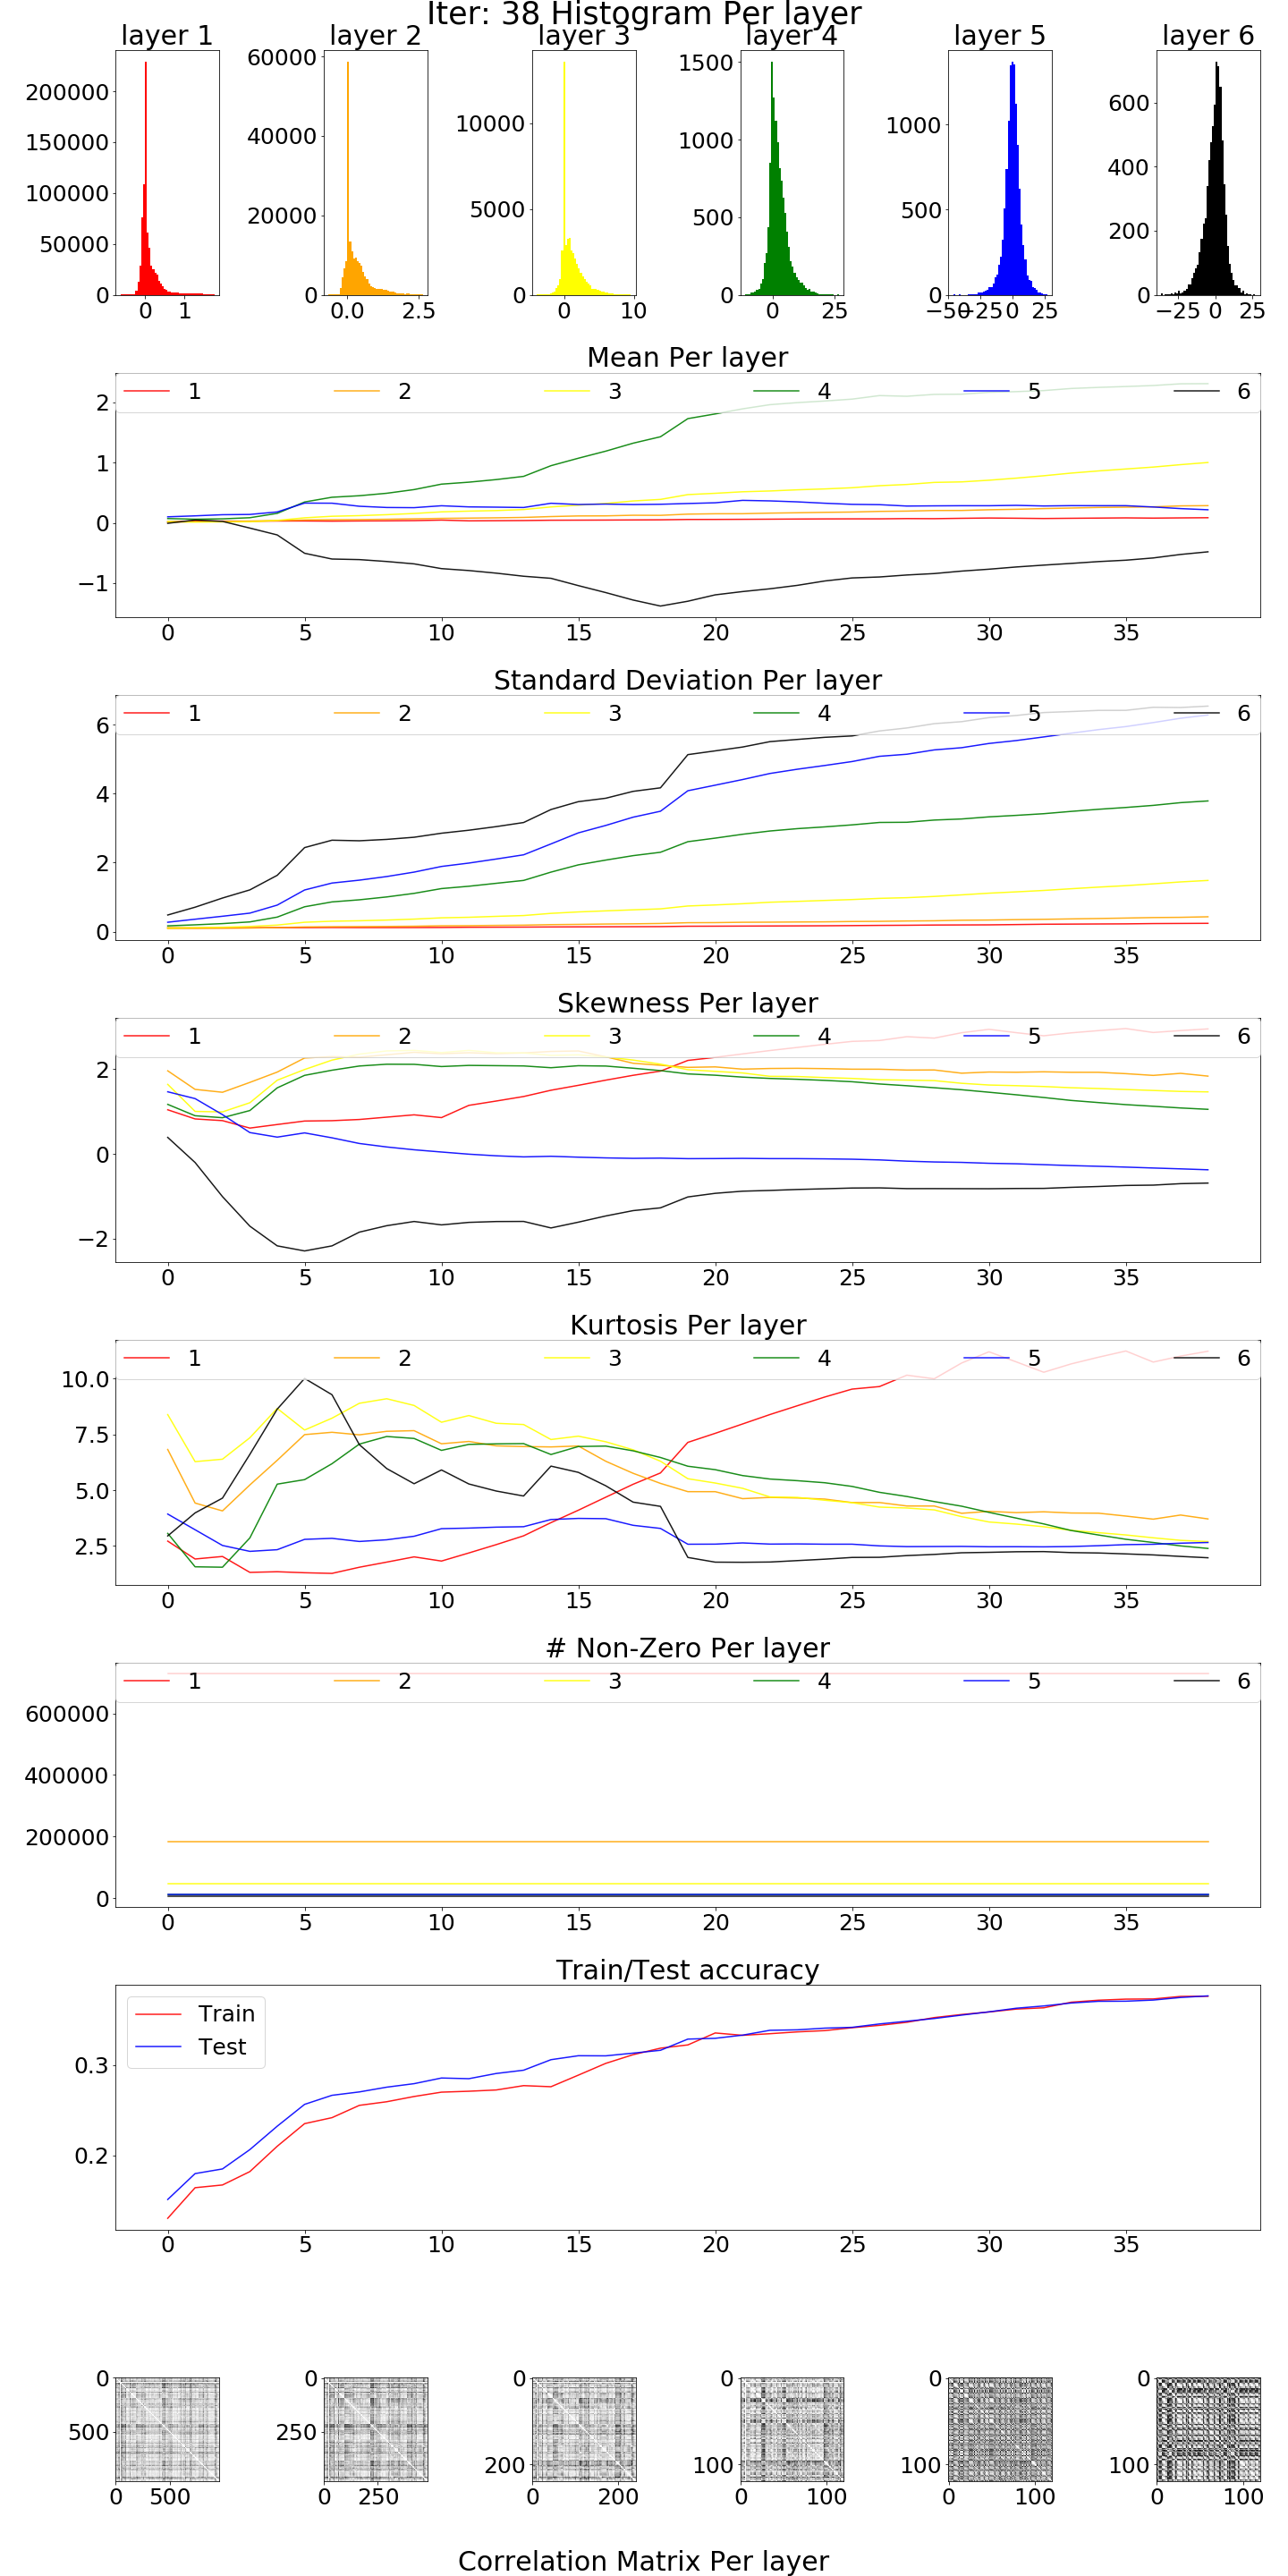 Iter: 38 Histogram Per layer
layer 1 layer 2 layer 3 layer 4 layer 5 layer 6
200000
150000
100000
50000
0
0 1
60000
40000
20000
0
0.0 2.5
10000
5000
0
0 10
1500
1000
500
0
0 25
1000
500
0
−50 −25 0 25
600
400
200
0
−25 0 25
Mean Per layer
1 2 3 4 5 6
2
1
0
−1
0 5 10 15 20 25 30 35
Standard Deviation Per layer
1 2 3 4 5 6
6
4
2
0
0 5 10 15 20 25 30 35
Skewness Per layer
1 2 3 4 5 6
2
0
−2
0 5 10 15 20 25 30 35
Kurtosis Per layer
1 2 3 4 5 6
10.0
7.5
5.0
2.5
0 5 10 15 20 25 30 35
# Non-Zero Per layer
1 2 3 4 5 6
600000
400000
200000
0
0 5 10 15 20 25 30 35
Train/Test accuracy
Train
Test
0.3
0.2
0 5 10 15 20 25 30 35
0
500
0 500
0
250
0 250
0
200
0 200
0
100
0 100
0
100
0 100
0
100
0 100
Correlation Matrix Per layer